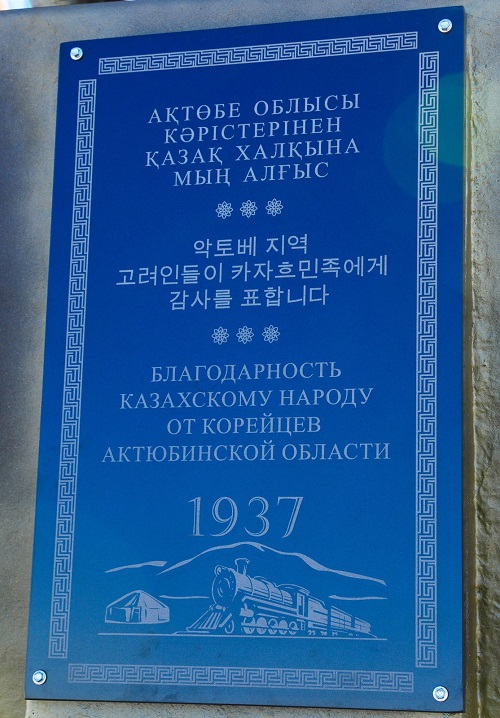 АҚТӨБЕ ОБЛЫСЫ
КӘРІСТЕРІНЕН
ҚАЗАҚ ХАЛҚЫНА
МЫҢ АЛҒЫС
악토베 지역
고려인들이 카자흐민족에게
감사를 표합니다
БЛАГОДАРНОСТЬ
КАЗАХСКОМУ НАРОДУ
ОТ КОРЕЙЦЕВ
АКТЮБИНСКОЙ ОБЛАСТИ
1937